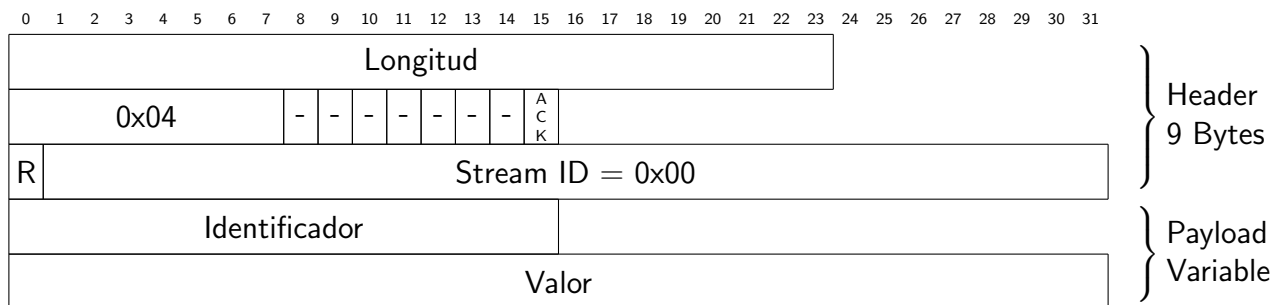 0 1 2 3 4 5 6 7 8 9 10 11 12 13 14 15 16 17 18 19 20 21 22 23 24 25 26 27 28 29 30 31
Longitud
0x04 - - - - - - - ACK
Header
9 Bytes
R Stream ID = 0x00
Identificador
Valor
Payload
Variable